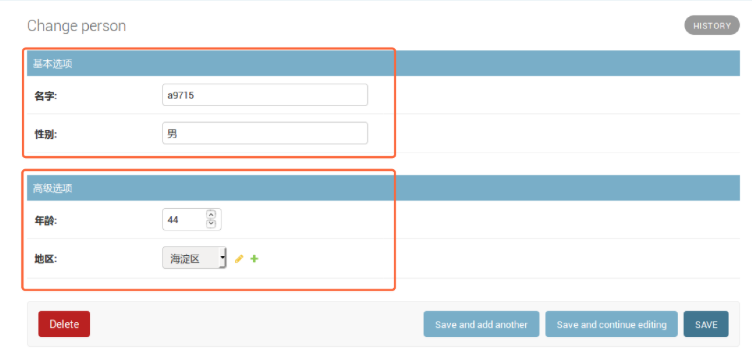 Change person
HISTORY
基本选项
名字: a9715
性别: 男
高级选项
年龄: 44
地区: 海淀区
Delete
Save and add another
Save and continue editing
SAVE